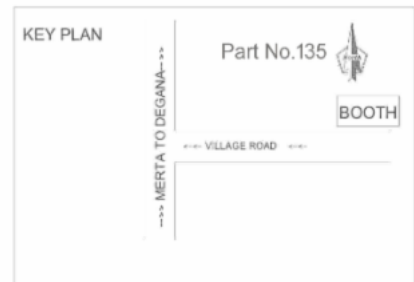 KEY PLAN
Part No.135
BOOTH
-->> MERTA TO DEGANA-->>
<<-- VILLAGE ROAD <<--